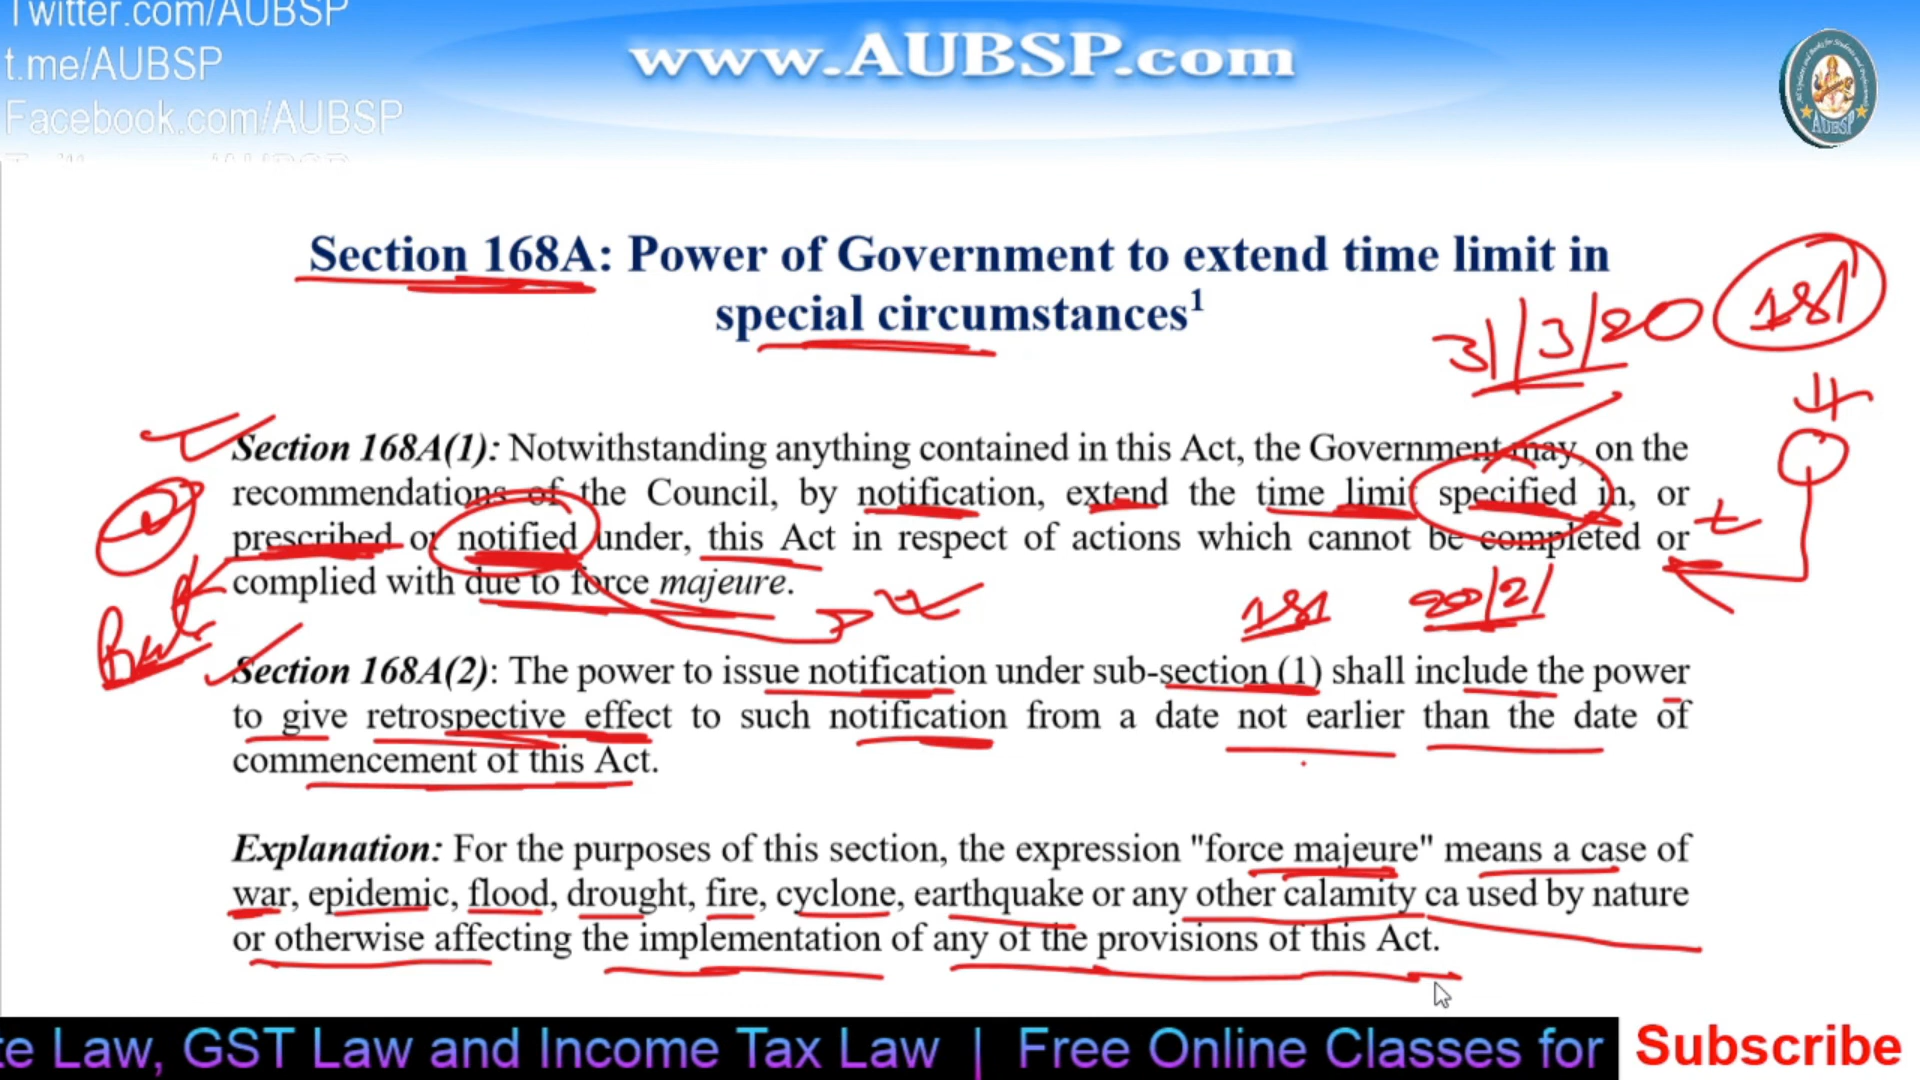 Twitter.com/AUBSP
t.me/AUBSP
Facebook.com/AUBSP
www.AUBSP.com
AUBSP
Section 168A: Power of Government to extend time limit in
special circumstances1
31/3/20
Section 168A(1): Notwithstanding anything contained in this Act, the Government may, on the
recommendations of the Council, by notification, extend the time limit specified in, or
prescribed or notified under, this Act in respect of actions which cannot be completed or
complied with due to force majeure.
Section 168A(2): The power to issue notification under sub-section (1) shall include the power
to give retrospective effect to such notification from a date not earlier than the date of
commencement of this Act.
Explanation: For the purposes of this section, the expression "force majeure" means a case of
war, epidemic, flood, drought, fire, cyclone, earthquake or any other calamity ca used by nature
or otherwise affecting the implementation of any of the provisions of this Act.
te Law, GST Law and Income Tax Law | Free Online Classes for
Subscribe